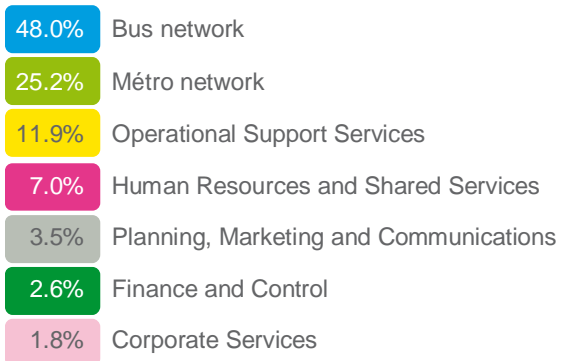 48.0% Bus network
25.2% Métro network
11.9% Operational Support Services
7.0% Human Resources and Shared Services
3.5% Planning, Marketing and Communications
2.6% Finance and Control
1.8% Corporate Services